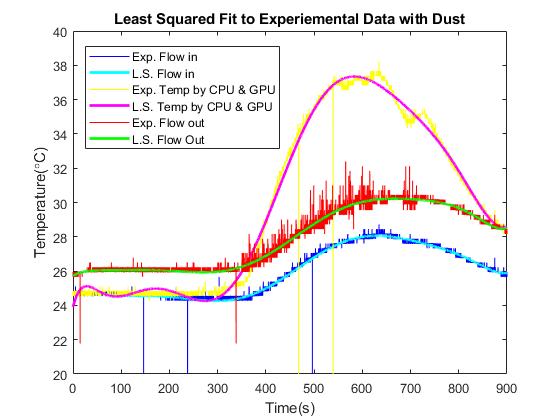 Least Squared Fit to Experiemental Data with Dust
40
38
36
34
32
30
28
26
24
22
20
Temperature(°C)
Exp. Flow in
L.S. Flow in
Exp. Temp by CPU & GPU
L.S. Temp by CPU & GPU
Exp. Flow out
L.S. Flow Out
0 100 200 300 400 500 600 700 800 900
Time(s)